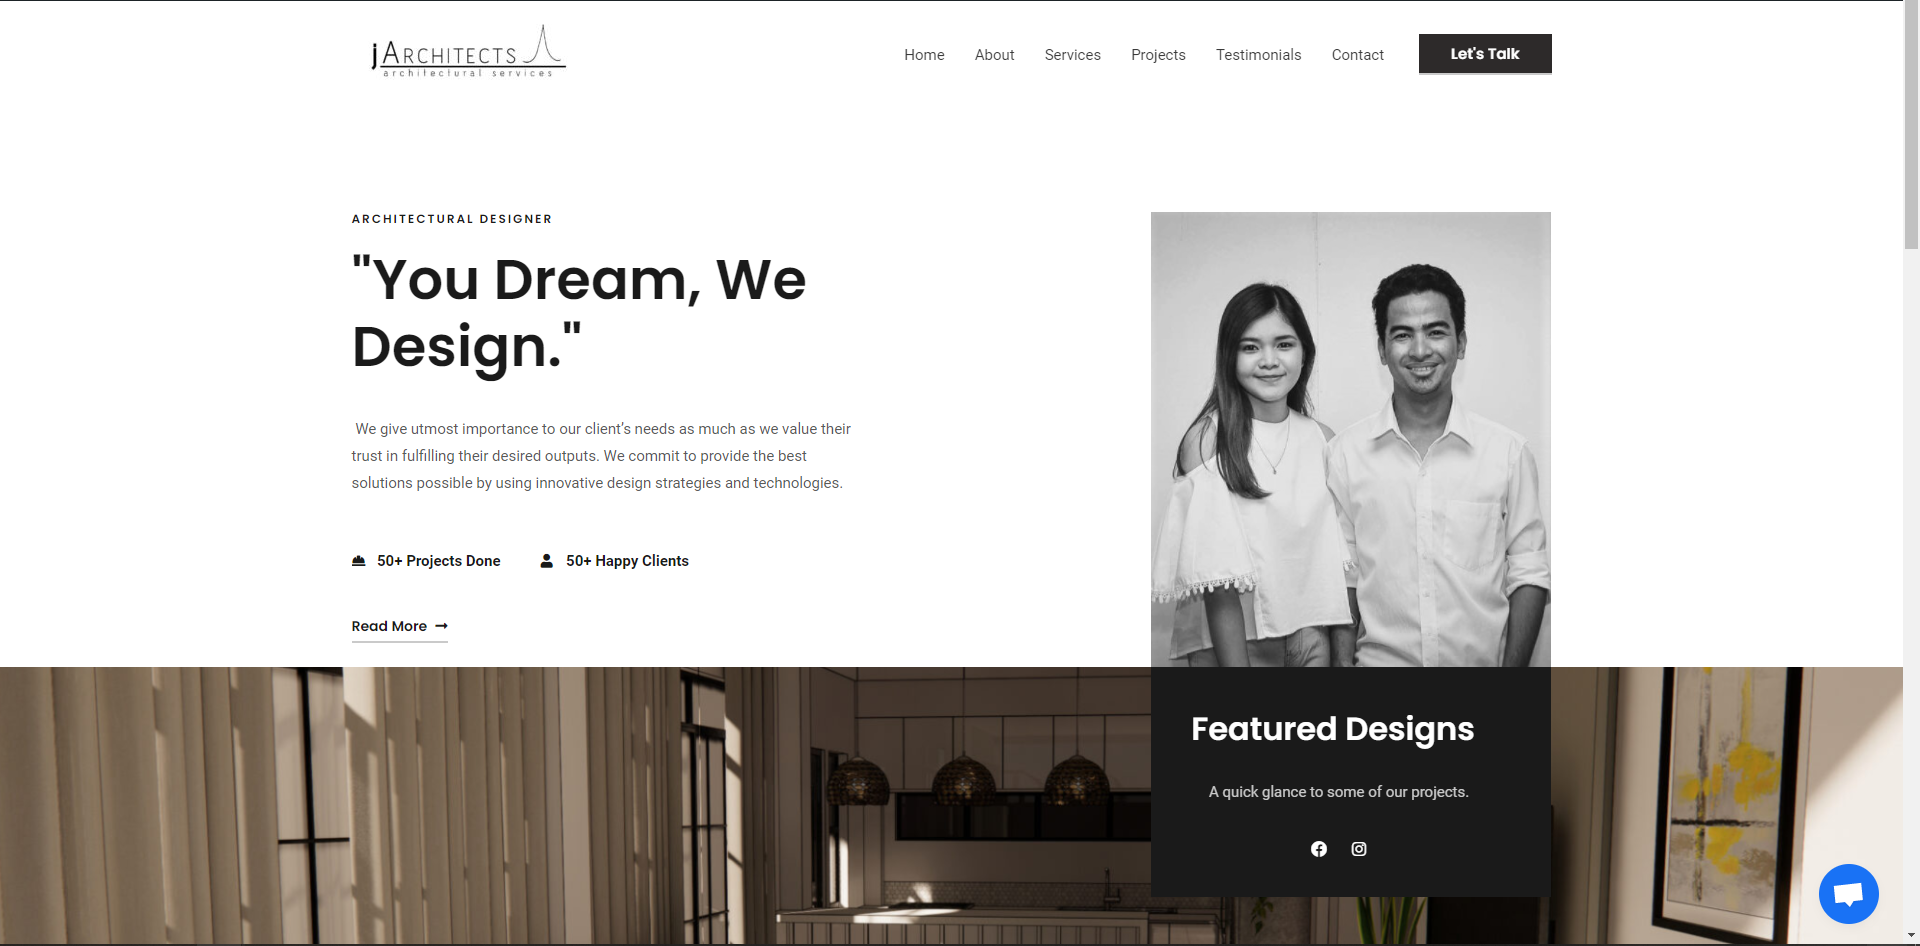 jARCHITECTS
architectural services
Home About Services Projects Testimonials Contact Let's Talk
ARCHITECTURAL DESIGNER
"You Dream, We
Design."
We give utmost importance to our client’s needs as much as we value their
trust in fulfilling their desired outputs. We commit to provide the best
solutions possible by using innovative design strategies and technologies.
50+ Projects Done 50+ Happy Clients
Read More
Featured Designs
A quick glance to some of our projects.